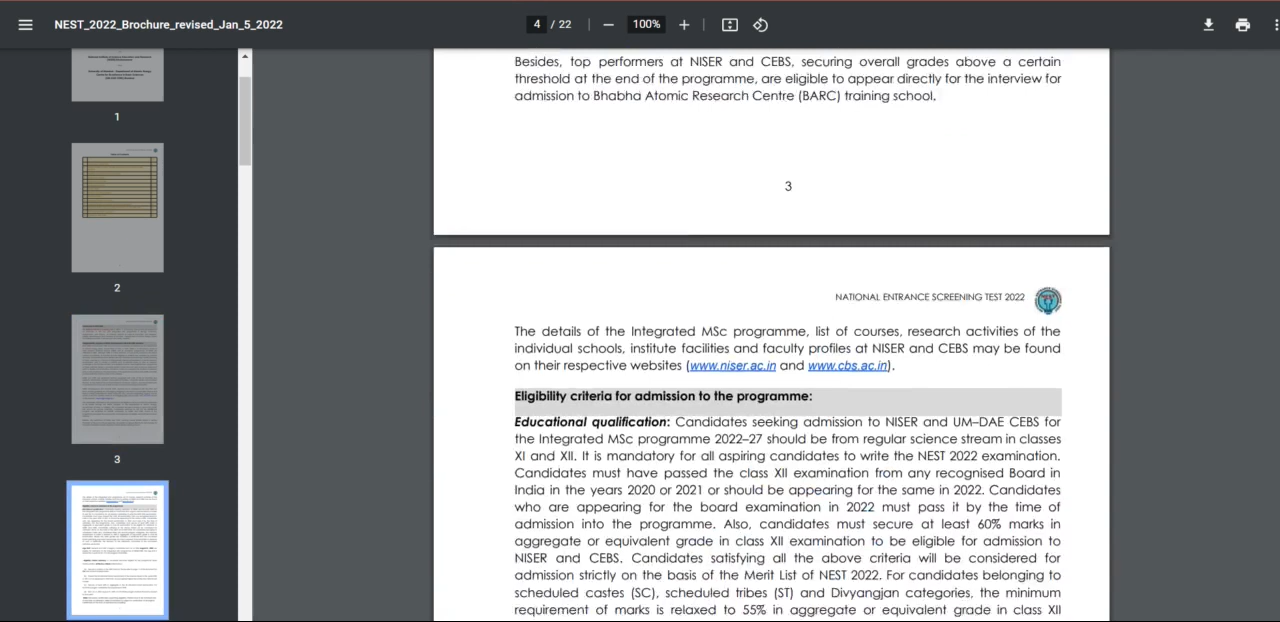 NEST_2022_Brochure_revised_Jan_5_2022
4 / 22
100%
1
2
3
Besides, top performers at NISER and CEBS, securing overall grades above a certain
threshold at the end of the programme, are eligible to appear directly for the interview for
admission to Bhabha Atomic Research Centre (BARC) training school.
3
NATIONAL ENTRANCE SCREENING TEST 2022
The details of the Integrated MSc programme, list of courses, research activities of the
individual schools, institute facilities and faculty profiles at NISER and CEBS may be found
on their respective websites (www.niser.ac.in and www.cbs.ac.in).
Eligibility criteria for admission to the programme:
Educational qualification: Candidates seeking admission to NISER and UM–DAE CEBS for
the Integrated MSc programme 2022–27 should be from regular science stream in classes
XI and XII. It is mandatory for all aspiring candidates to write the NEST 2022 examination.
Candidates must have passed the class XII examination from any recognised Board in
India in the years 2020 or 2021 or should be appearing for the same in 2022. Candidates
who are appearing for the board examination in 2022 must pass it by the time of
admission into the programme. Also, candidates must secure at least 60% marks in
aggregate or equivalent grade in class XII examination to be eligible for admission to
NISER and CEBS. Candidates satisfying all eligibility criteria will be considered for
admission strictly on the basis of the Merit List of NEST 2022. For candidates belonging to
scheduled castes (SC), scheduled tribes (ST) and Divyangjan categories, the minimum
requirement of marks is relaxed to 55% in aggregate or equivalent grade in class XII